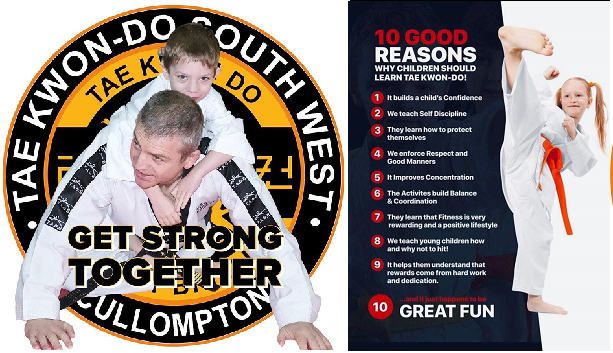 TAE KWON-DO SOUTH WEST
TAE K DO
GET STRONG
TOGETHER
CULLOMPTON
10 GOOD
REASONS
WHY CHILDREN SHOULD
LEARN TAE KWON-DO!
1 It builds a child's Confidence
2 We teach Self Discipline
3 They learn how to protect
themselves
4 We enforce Respect and
Good Manners
5 It Improves Concentration
6 The Activites build Balance
& Coordination
7 They learn that Fitness is very
rewarding and a positive lifestyle
8 We teach young children how
and why not to hit!
9 It helps them understand that
rewards come from hard work
and dedication.
10 ...and it just happens to be
GREAT FUN